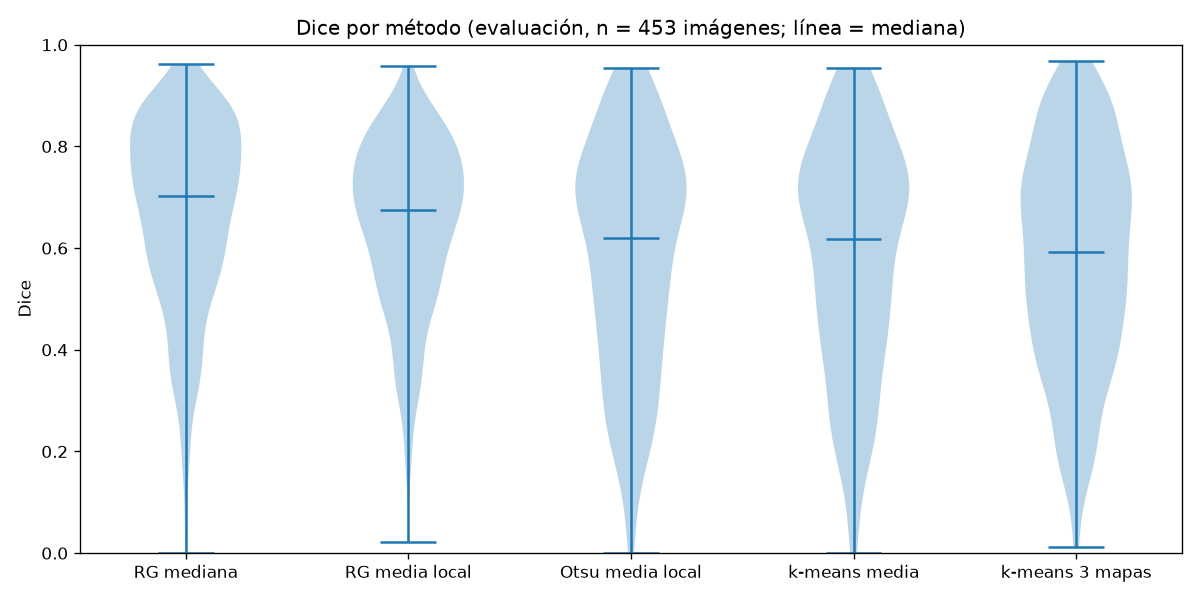 Dice por método (evaluación, n = 453 imágenes; línea = mediana)
1.0
0.8
0.6
0.4
0.2
0.0
Dice
RG mediana
RG media local
Otsu media local
k-means media
k-means 3 mapas